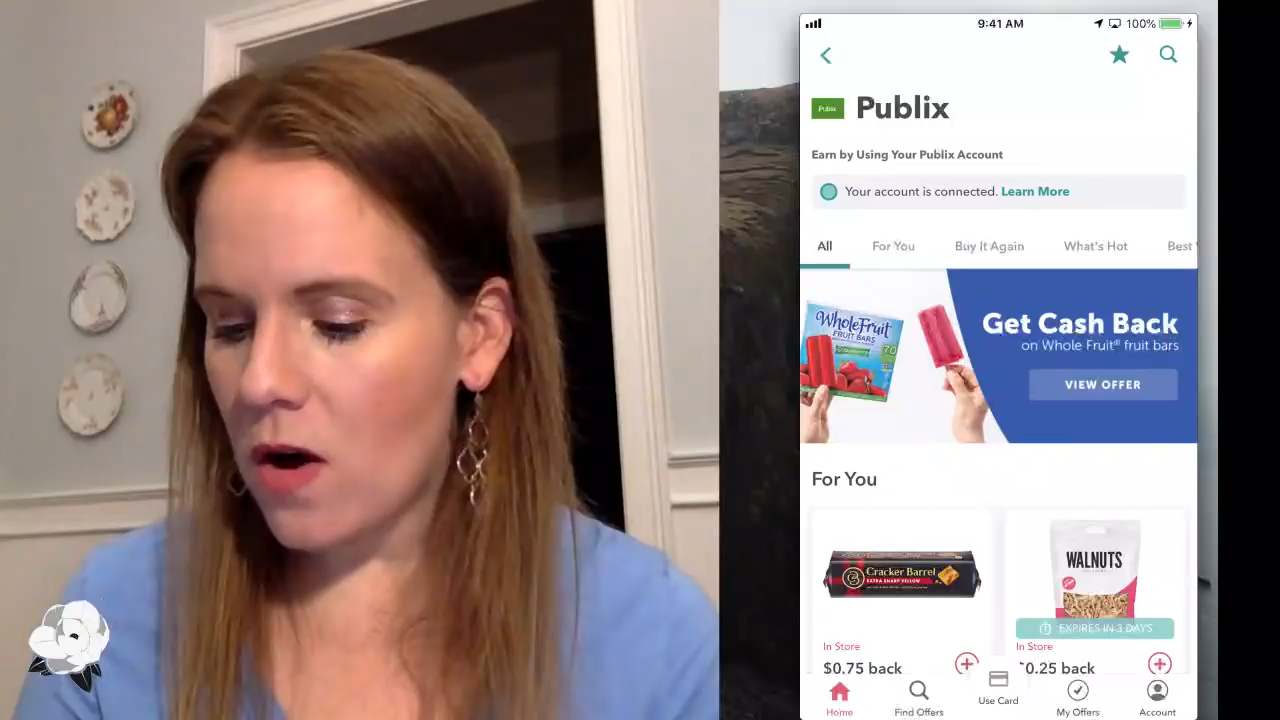 9:41 AM
100%
Publix
Publix
Earn by Using Your Publix Account
Your account is connected. Learn More
All For You Buy It Again What's Hot Best
WholeFruit
FRUIT BARS
Get Cash Back
on Whole Fruit® fruit bars
VIEW OFFER
For You
Cracker Barrel
EXTRA SHARP YELLOW
WALNUTS
EXPIRES IN 3 DAYS
In Store
In Store
$0.75 back
0.25 back
Home
Find Offers
Use Card
My Offers
Account